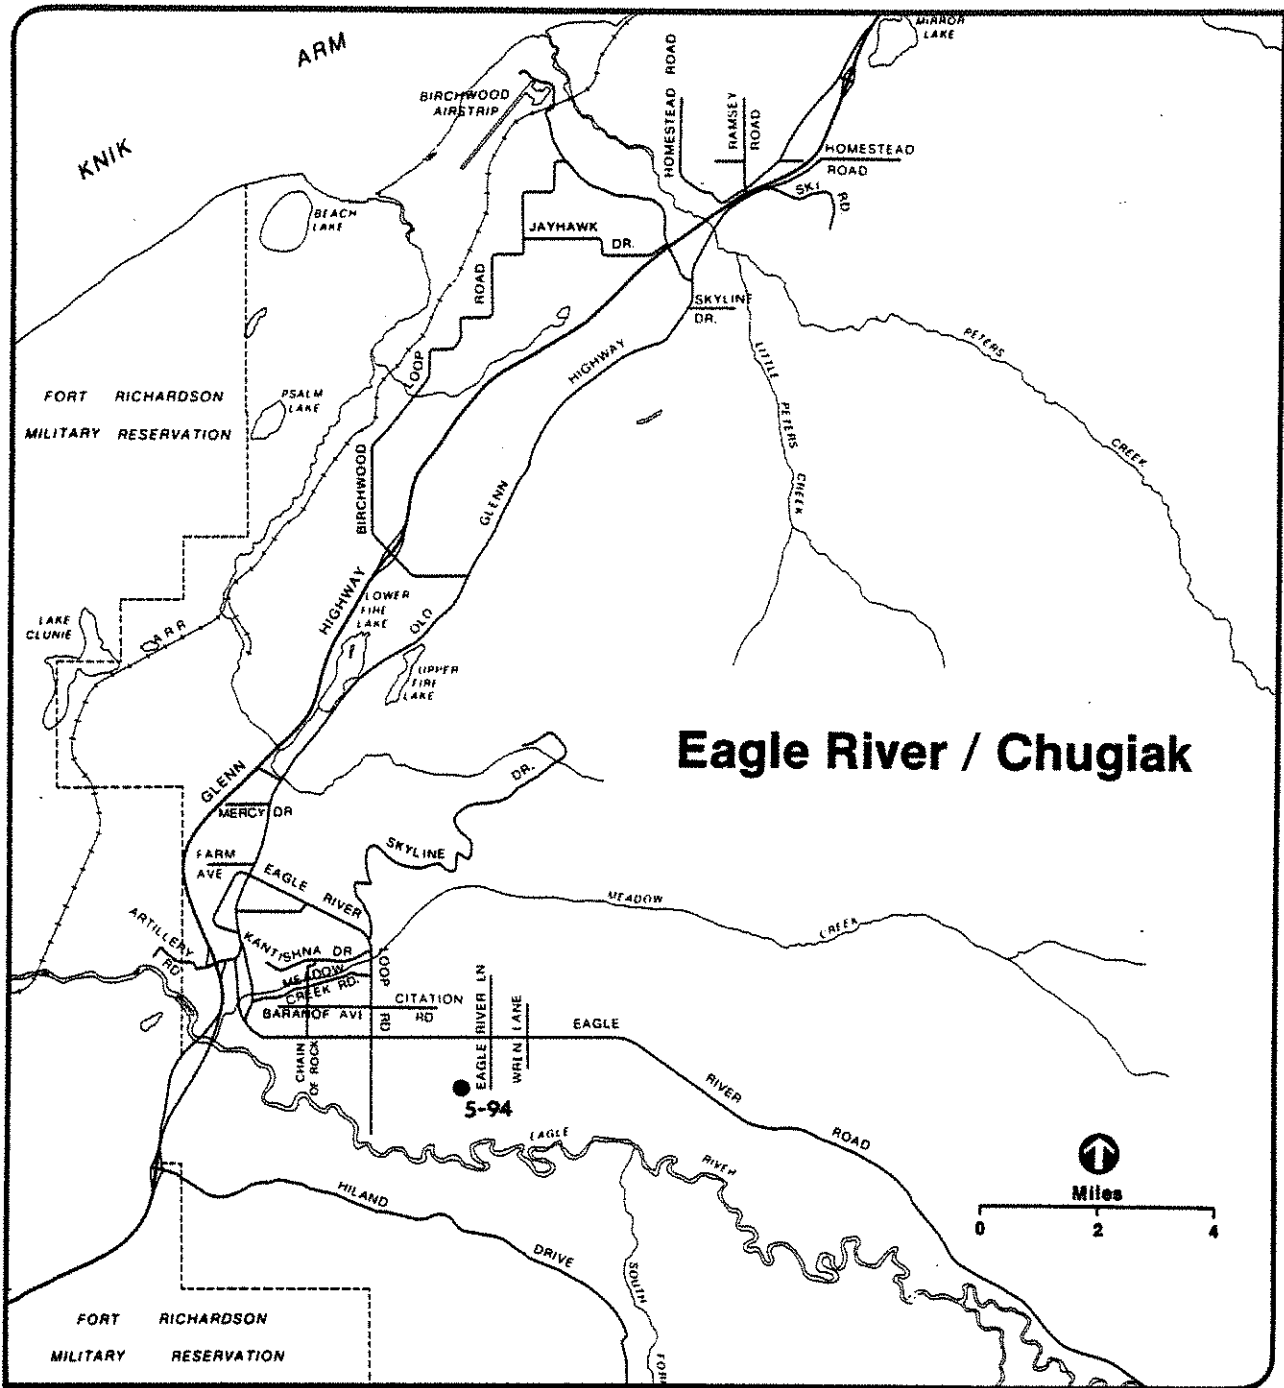 MIRROR
LAKE
ARM
KNIK
BIRCHWOOD
AIRSTRIP
HOMESTEAD ROAD
RAMSEY
ROAD
HOMESTEAD
ROAD
SKI RD
BEACH
LAKE
JAYHAWK
DR.
SKYLINE
DR.
BIRCHWOOD LOOP ROAD
PETERS
CREEK
LITTLE PETERS CREEK
OLD GLENN HIGHWAY
FORT RICHARDSON
MILITARY RESERVATION
PSALM
LAKE
LAKE
CLUNIE
ARR
GLENN HIGHWAY
LOWER
FIRE
LAKE
UPPER
FIRE
LAKE
Eagle River / Chugiak
MERCY DR
SKYLINE DR.
FARM
AVE
EAGLE RIVER
LOOP RD
MEADOW CREEK
ARTILLERY
RD
KANTISHNA DR
MEADOW
CREEK RD.
BARANOF AVE
CITATION
RD
CHAIN
OF ROCK
EAGLE RIVER LN
WREN LANE
EAGLE RIVER ROAD
5-94
EAGLE RIVER
HILAND DRIVE
SOUTH FORK
Miles
0 2 4
FORT RICHARDSON
MILITARY RESERVATION